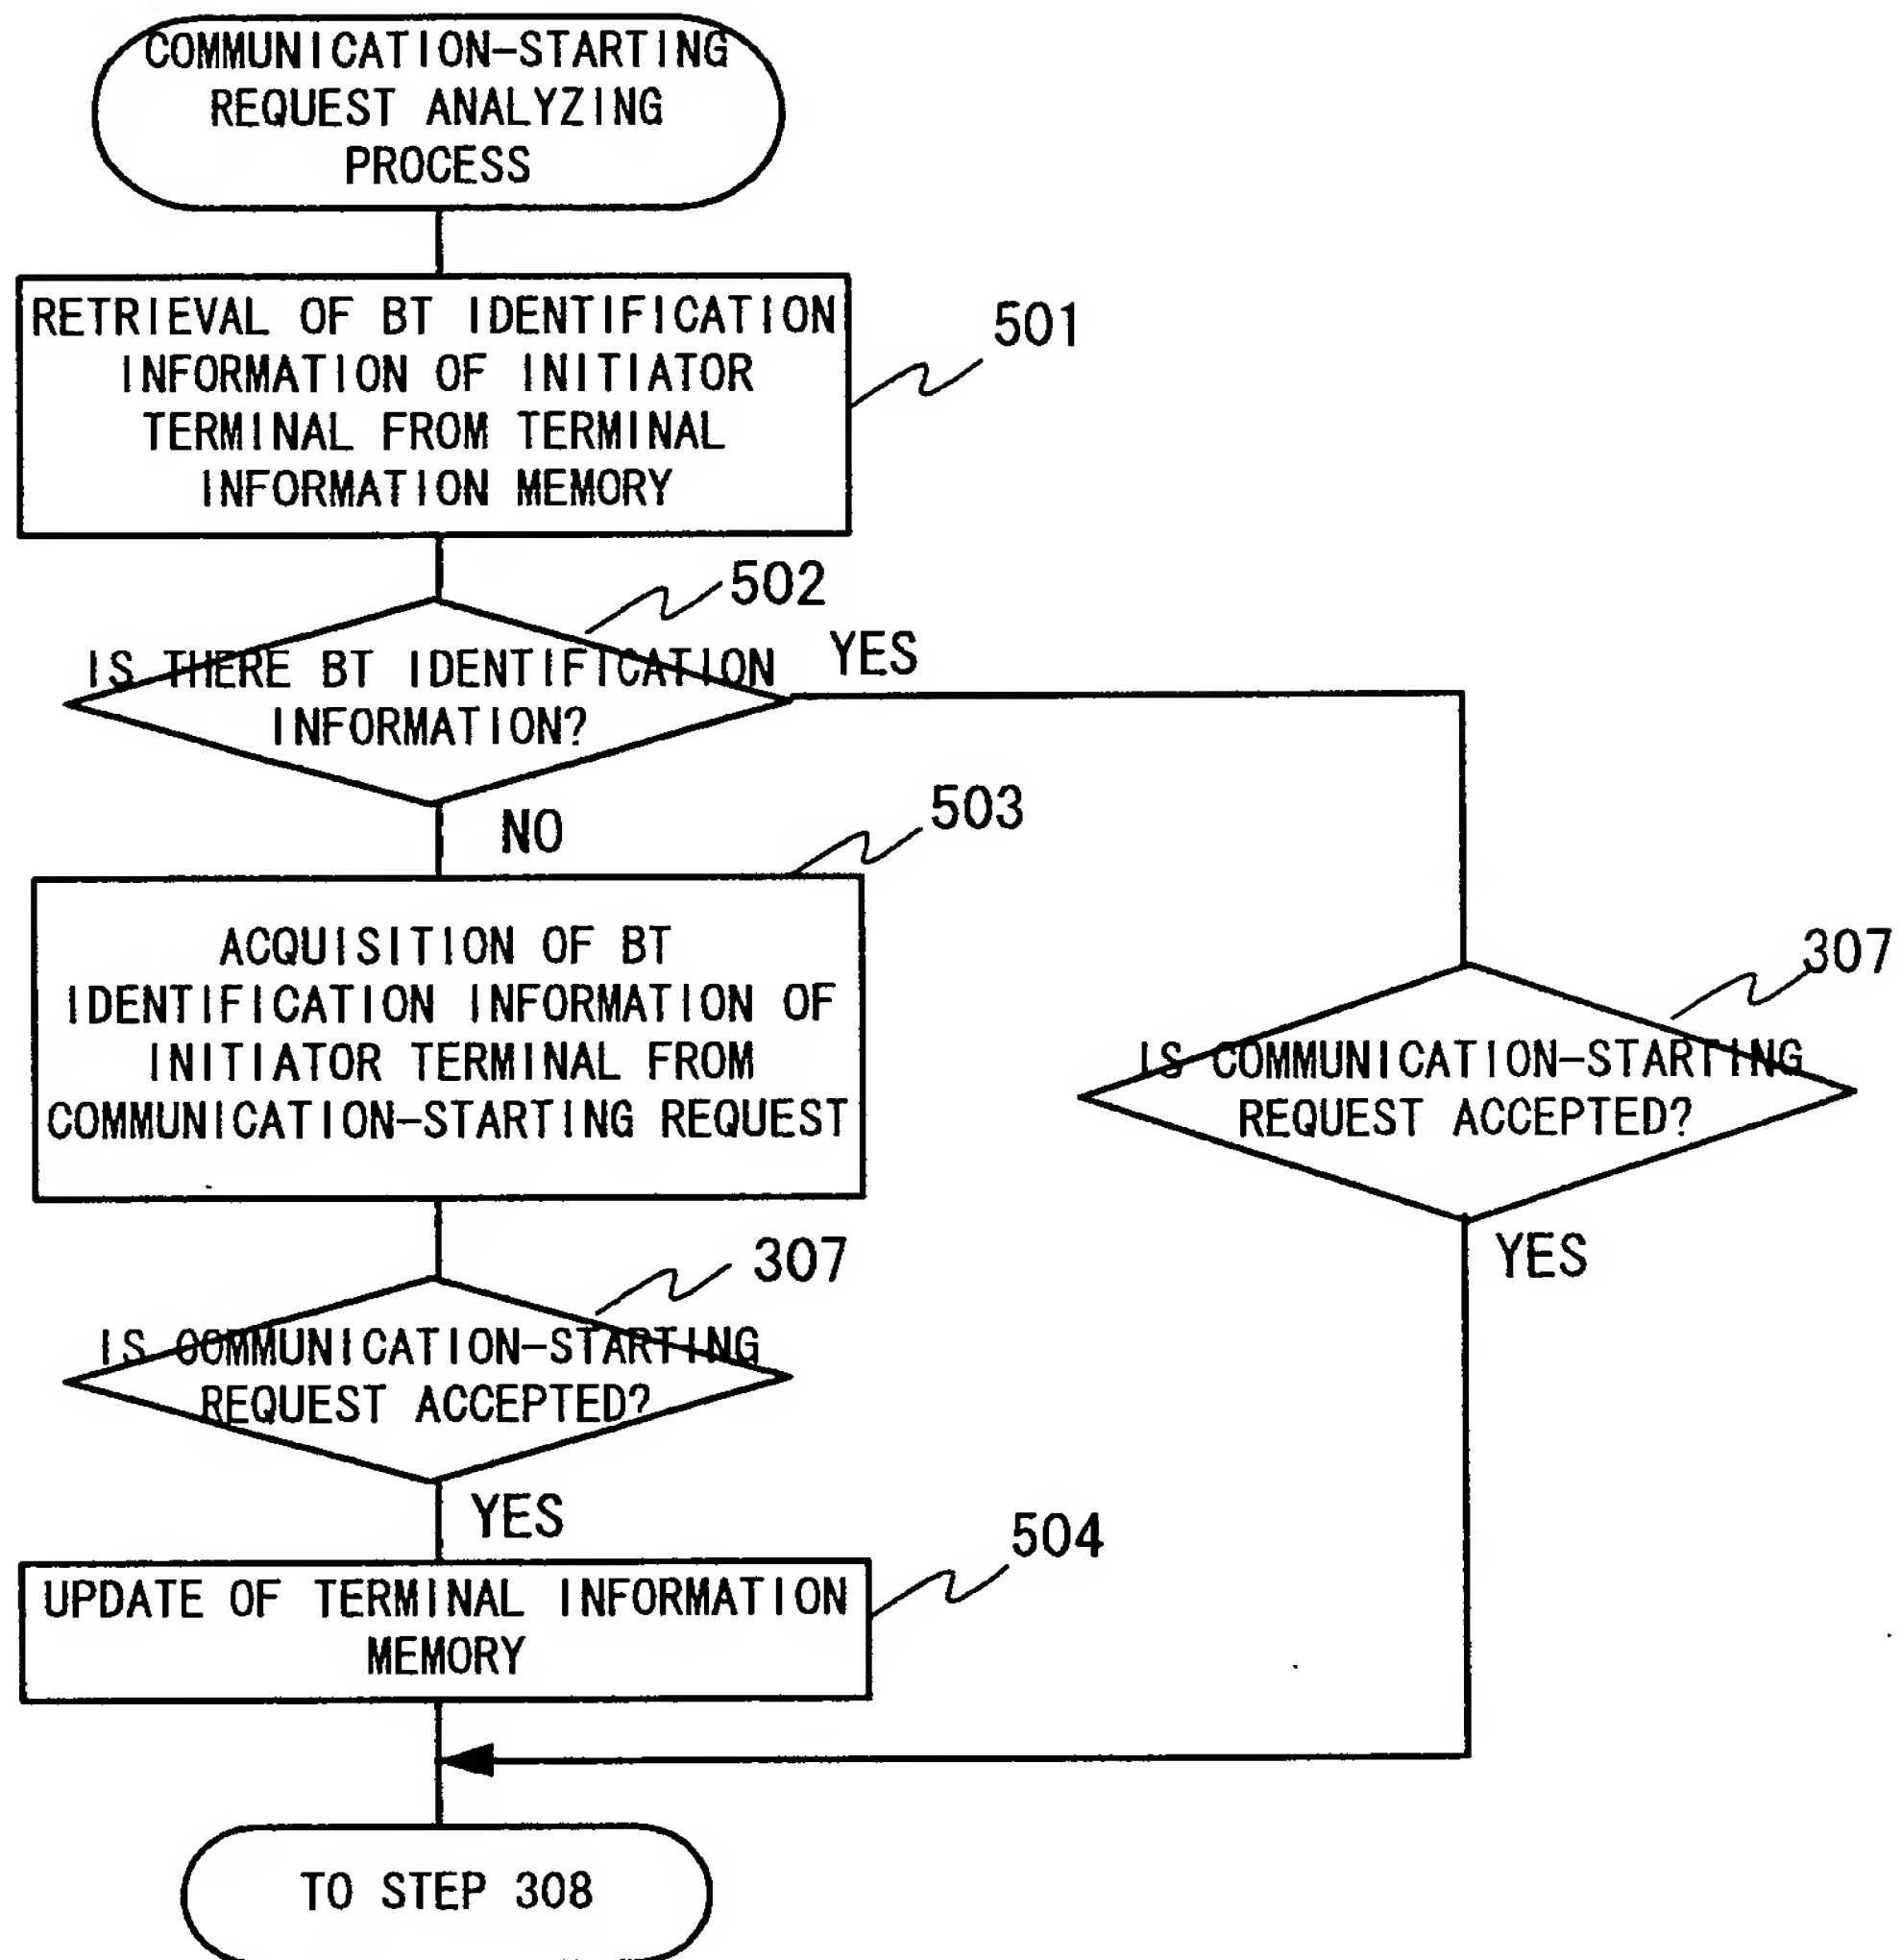 COMMUNICATION-STARTING
REQUEST ANALYZING
PROCESS
RETRIEVAL OF BT IDENTIFICATION
INFORMATION OF INITIATOR
TERMINAL FROM TERMINAL
INFORMATION MEMORY
501
502
IS THERE BT IDENTIFICATION
INFORMATION?
YES
NO
503
ACQUISITION OF BT
IDENTIFICATION INFORMATION OF
INITIATOR TERMINAL FROM
COMMUNICATION-STARTING REQUEST
307
IS COMMUNICATION-STARTING
REQUEST ACCEPTED?
YES
307
IS COMMUNICATION-STARTING
REQUEST ACCEPTED?
YES
504
UPDATE OF TERMINAL INFORMATION
MEMORY
TO STEP 308